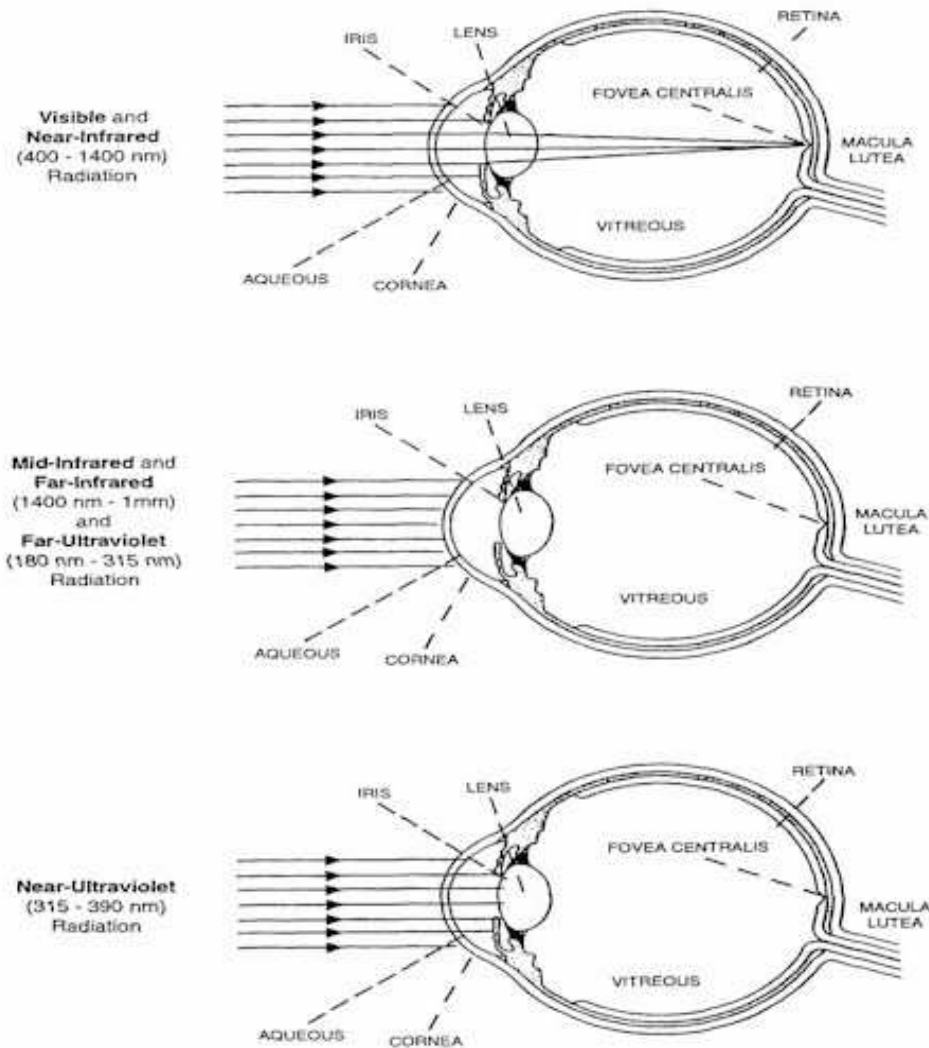 IRIS
LENS
RETINA
FOVEA CENTRALIS
Visible and
Near-Infrared
(400 - 1400 nm)
Radiation
MACULA
LUTEA
VITREOUS
AQUEOUS
CORNEA
IRIS
LENS
RETINA
FOVEA CENTRALIS
Mid-Infrared and
Far-Infrared
(1400 nm - 1mm)
and
Far-Ultraviolet
(180 nm - 315 nm)
Radiation
MACULA
LUTEA
VITREOUS
AQUEOUS
CORNEA
IRIS
LENS
RETINA
FOVEA CENTRALIS
Near-Ultraviolet
(315 - 390 nm)
Radiation
MACULA
LUTEA
VITREOUS
AQUEOUS
CORNEA